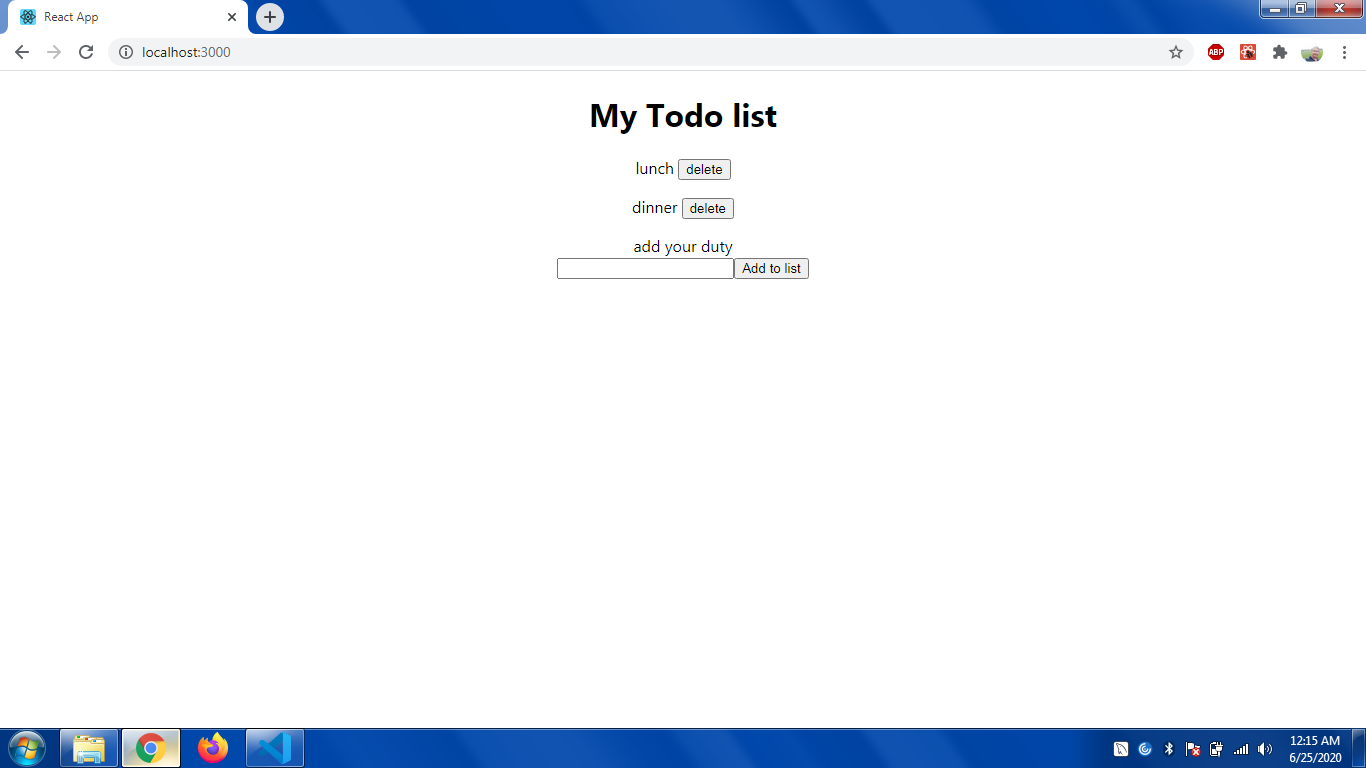 React App
localhost:3000
ABP
My Todo list
lunch delete
dinner delete
add your duty
Add to list
12:15 AM
6/25/2020